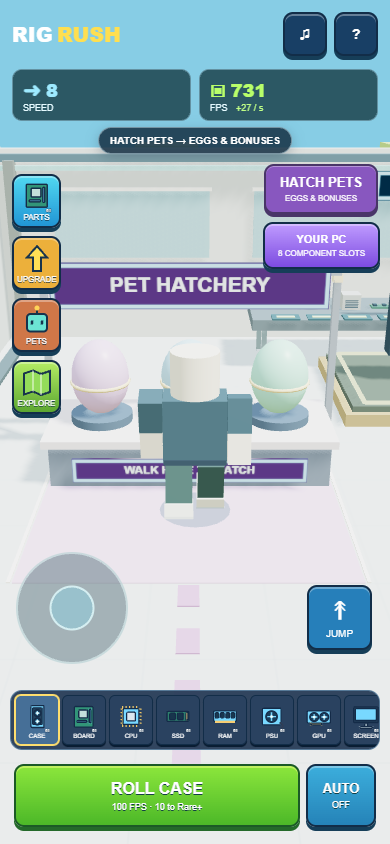 RIG RUSH
♫
?
➜ 8
SPEED
731
FPS +27 / s
HATCH PETS → EGGS & BONUSES
PARTS
HATCH PETS
EGGS & BONUSES
YOUR PC
8 COMPONENT SLOTS
UPGRADE
PET HATCHERY
PETS
EXPLORE
WALK
ATCH
JUMP
CASE
BOARD
CPU
SSD
RAM
PSU
GPU
SCREEN
ROLL CASE
100 FPS · 10 to Rare+
AUTO
OFF